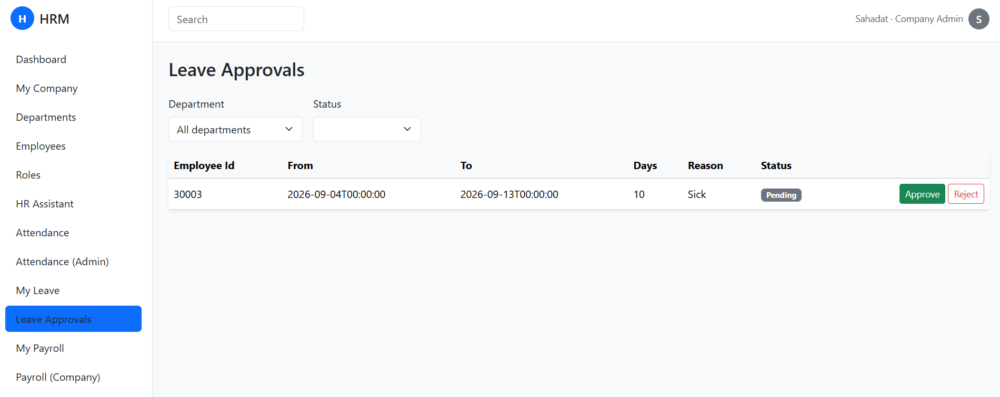 H HRM
Search
Sahadat · Company Admin S
Dashboard
My Company
Departments
Employees
Roles
HR Assistant
Attendance
Attendance (Admin)
My Leave
Leave Approvals
My Payroll
Payroll (Company)
Leave Approvals
Department Status
All departments
Employee Id From To Days Reason Status
30003 2026-09-04T00:00:00 2026-09-13T00:00:00 10 Sick Pending Approve Reject